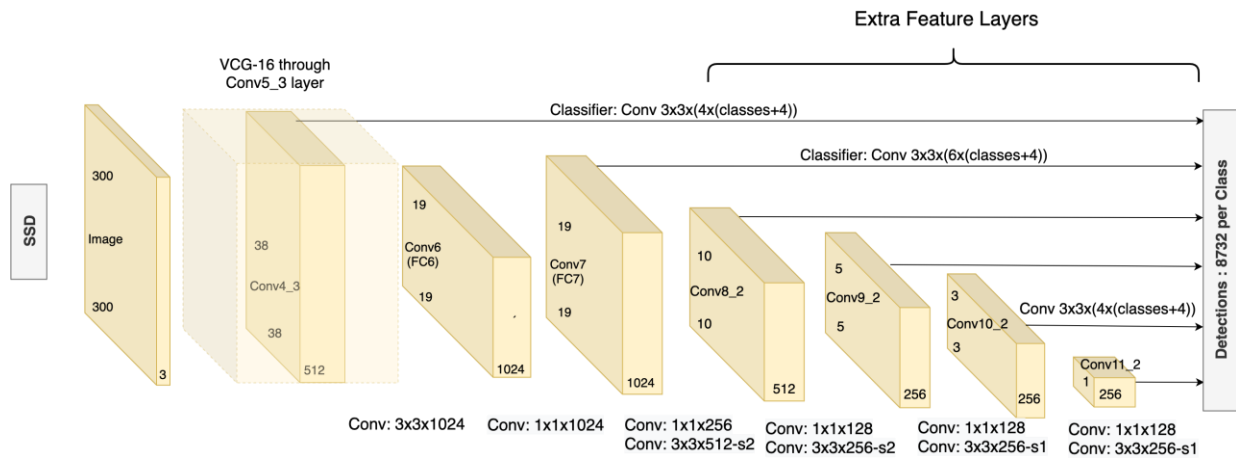 Extra Feature Layers
VCG-16 through
Conv5_3 layer
Classifier: Conv 3x3x(4x(classes+4))
Classifier: Conv 3x3x(6x(classes+4))
SSD
300
Image
300
3
38
Conv4_3
38
512
19
Conv6
(FC6)
19
1024
19
Conv7
(FC7)
19
1024
10
Conv8_2
10
512
5
Conv9_2
5
256
3
Conv10_2
3
256
Conv 3x3x(4x(classes+4))
Conv11_2
1
256
Detections : 8732 per Class
Conv: 3x3x1024
Conv: 1x1x1024
Conv: 1x1x256
Conv: 3x3x512-s2
Conv: 1x1x128
Conv: 3x3x256-s2
Conv: 1x1x128
Conv: 3x3x256-s1
Conv: 1x1x128
Conv: 3x3x256-s1